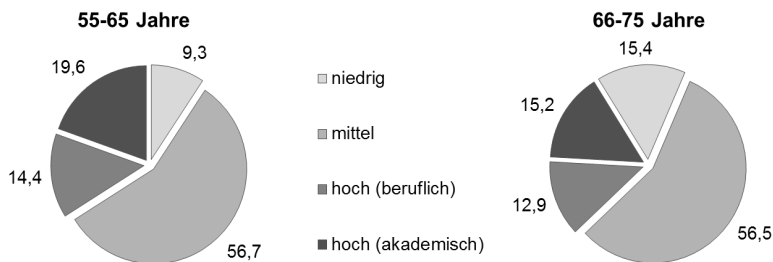 55-65 Jahre
9,3
19,6
14,4
56,7
niedrig
mittel
hoch (beruflich)
hoch (akademisch)
66-75 Jahre
15,4
15,2
12,9
56,5